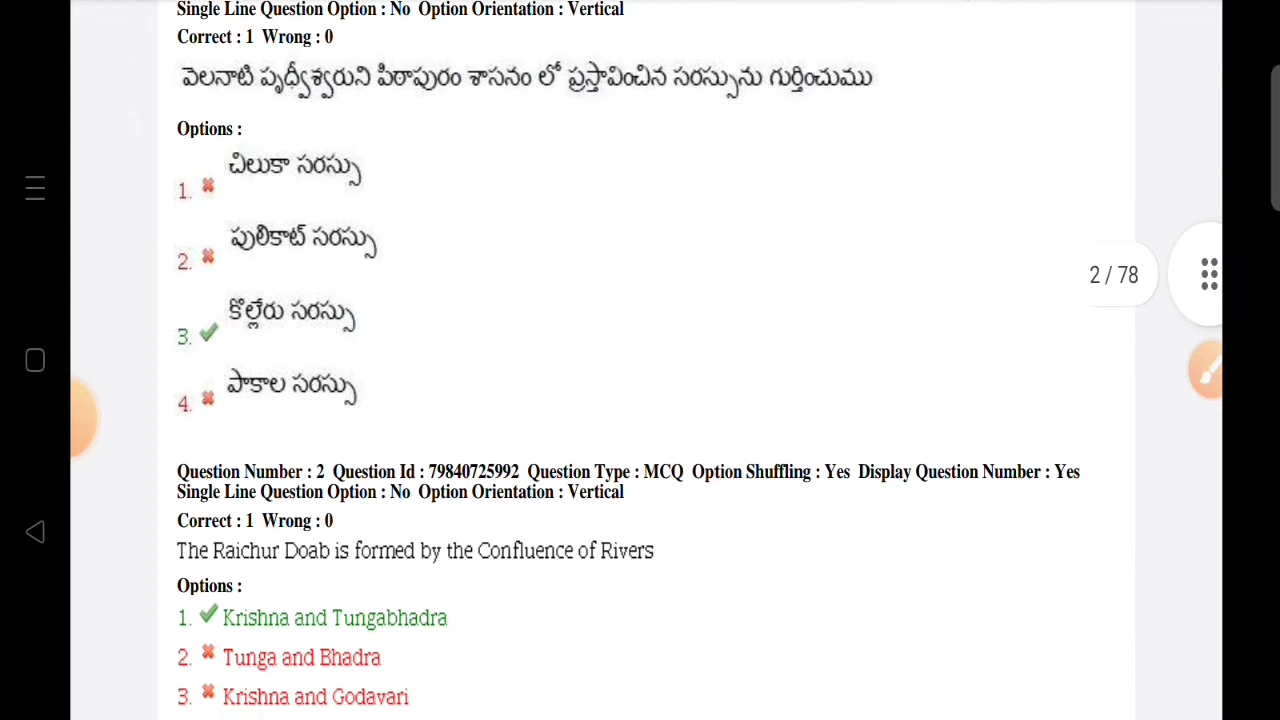 Single Line Question Option : No Option Orientation : Vertical
Correct : 1 Wrong : 0
వెలనాటి పృధ్వీశ్వరుని పిఠాపురం శాసనం లో ప్రస్తావించిన సరస్సును గుర్తించుము
Options :
1. చిలుకా సరస్సు
2. పులికాట్ సరస్సు
3. కొల్లేరు సరస్సు
4. పాకాల సరస్సు
2 / 78
Question Number : 2 Question Id : 79840725992 Question Type : MCQ Option Shuffling : Yes Display Question Number : Yes
Single Line Question Option : No Option Orientation : Vertical
Correct : 1 Wrong : 0
The Raichur Doab is formed by the Confluence of Rivers
Options :
1. Krishna and Tungabhadra
2. Tunga and Bhadra
3. Krishna and Godavari